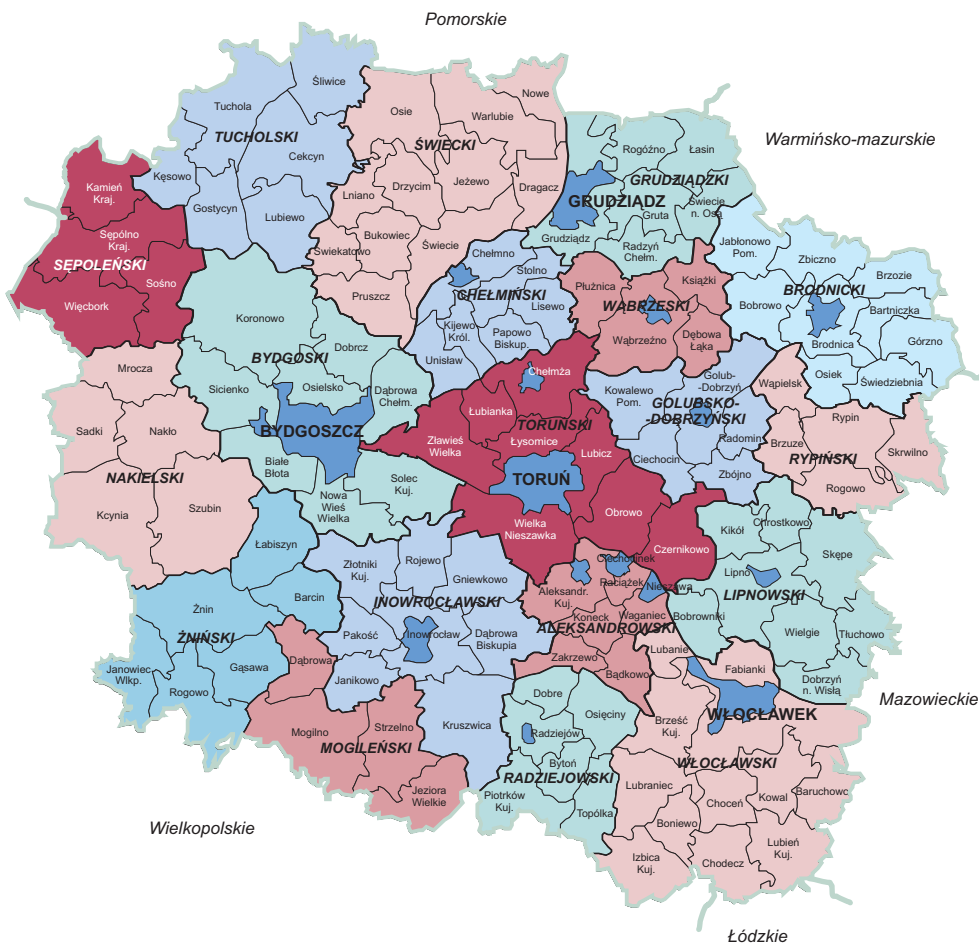 Pomorskie
Warmińsko-mazurskie
Mazowieckie
Łódzkie
Wielkopolskie
TUCHOLSKI
Śliwice
Tuchola
Cekcyn
Kęsowo
Gostycyn
Lubiewo
ŚWIECKI
Nowe
Osie
Warlubie
Drzycim
Jeżewo
Dragacz
Lniano
Bukowiec
Świecie
Świekatowo
Pruszcz
GRUDZIĄDZKI
GRUDZIĄDZ
Rogóźno
Łasin
Gruta
Świecie
n. Osą
Grudziądz
Radzyń
Chełm.
SĘPOLEŃSKI
Kamień
Kraj.
Sępólno
Kraj.
Sośno
Więcbork
CHEŁMIŃSKI
Chełmno
Stolno
Lisewo
Kijewo
Król.
Papowo
Biskup.
Unisław
WĄBRZESKI
Płużnica
Książki
Wąbrzeźno
Dębowa
Łąka
BRODNICKI
Jabłonowo
Pom.
Zbiczno
Brzozie
Bobrowo
Bartniczka
Brodnica
Górzno
Osiek
Świedziebnia
BYDGOSKI
BYDGOSZCZ
Koronowo
Dobrcz
Sicienko
Osielsko
Dąbrowa
Chełm.
Białe
Błota
Nowa
Wieś
Wielka
Solec
Kuj.
NAKIELSKI
Mrocza
Sadki
Nakło
Kcynia
Szubin
TORUŃSKI
TORUŃ
Chełmża
Łubianka
Łysomice
Zławieś
Wielka
Lubicz
Wielka
Nieszawka
Obrowo
Czernikowo
GOLUBSKO-
-DOBRZYŃSKI
Golub-
-Dobrzyń
Kowalewo
Pom.
Ciechocin
Radomin
Zbójno
RYPIŃSKI
Wąpielsk
Rypin
Brzuze
Skrwilno
Rogowo
ŻNIŃSKI
Łabiszyn
Barcin
Żnin
Gąsawa
Janowiec
Wlkp.
Rogowo
INOWROCŁAWSKI
Złotniki
Kuj.
Rojewo
Gniewkowo
Pakość
Inowrocław
Dąbrowa
Biskupia
Janikowo
Kruszwica
ALEKSANDROWSKI
Ciechocinek
Aleksandr.
Kuj.
Raciążek
Nieszawa
Koneck
Waganiec
Zakrzewo
Bądkowo
LIPNOWSKI
Kikół
Chrostkowo
Skępe
Lipno
Bobrowniki
Wielgie
Tłuchowo
Dobrzyń
n. Wisłą
MOGILEŃSKI
Dąbrowa
Mogilno
Strzelno
Jeziora
Wielkie
RADZIEJOWSKI
Dobre
Osięciny
Radziejów
Bytoń
Piotrków
Kuj.
Topólka
WŁOCŁAWSKI
WŁOCŁAWEK
Lubanie
Fabianki
Brześć
Kuj.
Lubraniec
Choceń
Kowal
Baruchowc
Boniewo
Izbica
Kuj.
Chodecz
Lubień
Kuj.